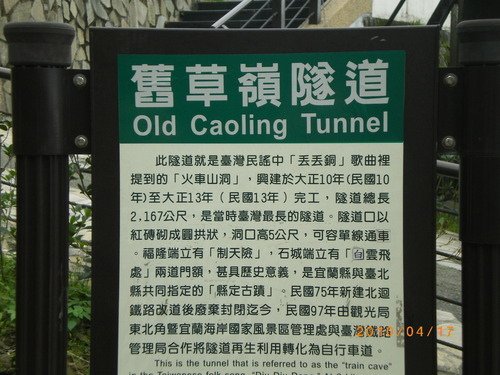 舊草嶺隧道
Old Caoling Tunnel
此隧道就是臺灣民謠中「丟丟銅」歌曲裡
提到的「火車山洞」，興建於大正10年(民國10
年)至大正13年（民國13年）完工，隧道總長
2.167公尺，是當時臺灣最長的隧道。隧道口以
紅磚砌成圓拱狀，洞口高5公尺，可容單線通車
。福隆端立有「制天險」，石城端立有「白雲飛
處」兩道門額，甚具歷史意義，是宜蘭縣與臺北
縣共同指定的「縣定古蹟」。民國75年新建北迴
鐵路改道後廢棄封閉迄今，民國97年由觀光局
東北角暨宜蘭海岸國家風景區管理處與臺灣鐵路
管理局合作將隧道再生利用轉化為自行車道。
This is the tunnel that is referred to as the "train cave"
in the Taiwanese folk song,
2010/04/17